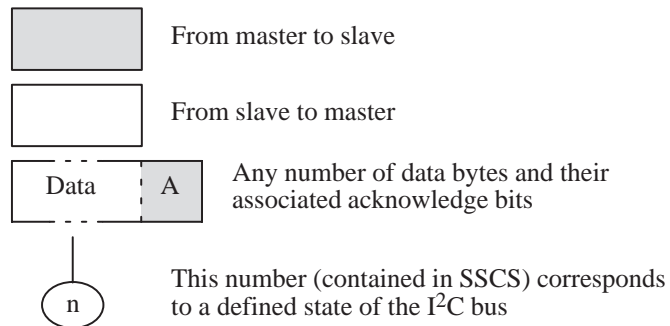 From master to slave
From slave to master
Data A
Any number of data bytes and their
associated acknowledge bits
n
This number (contained in SSCS) corresponds
to a defined state of the I²C bus